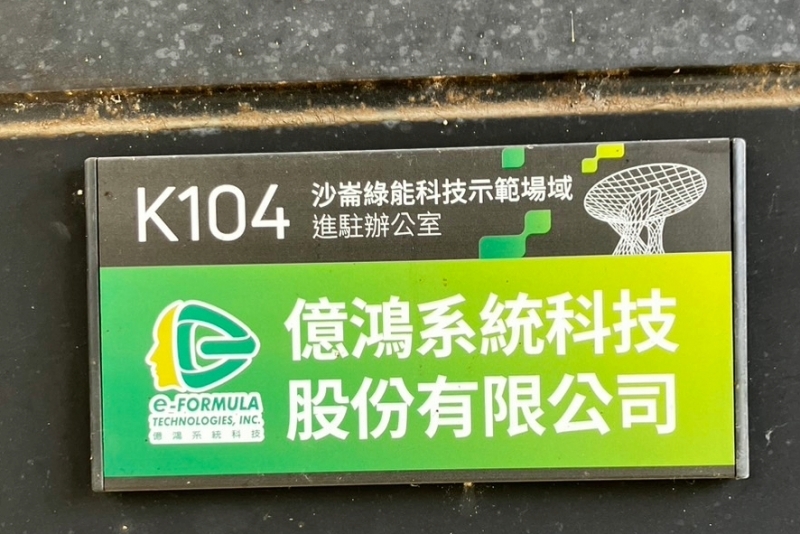 K104
沙崙綠能科技示範場域
進駐辦公室
億鴻系統科技
股份有限公司
e-FORMULA
TECHNOLOGIES, INC.
億鴻系統科技